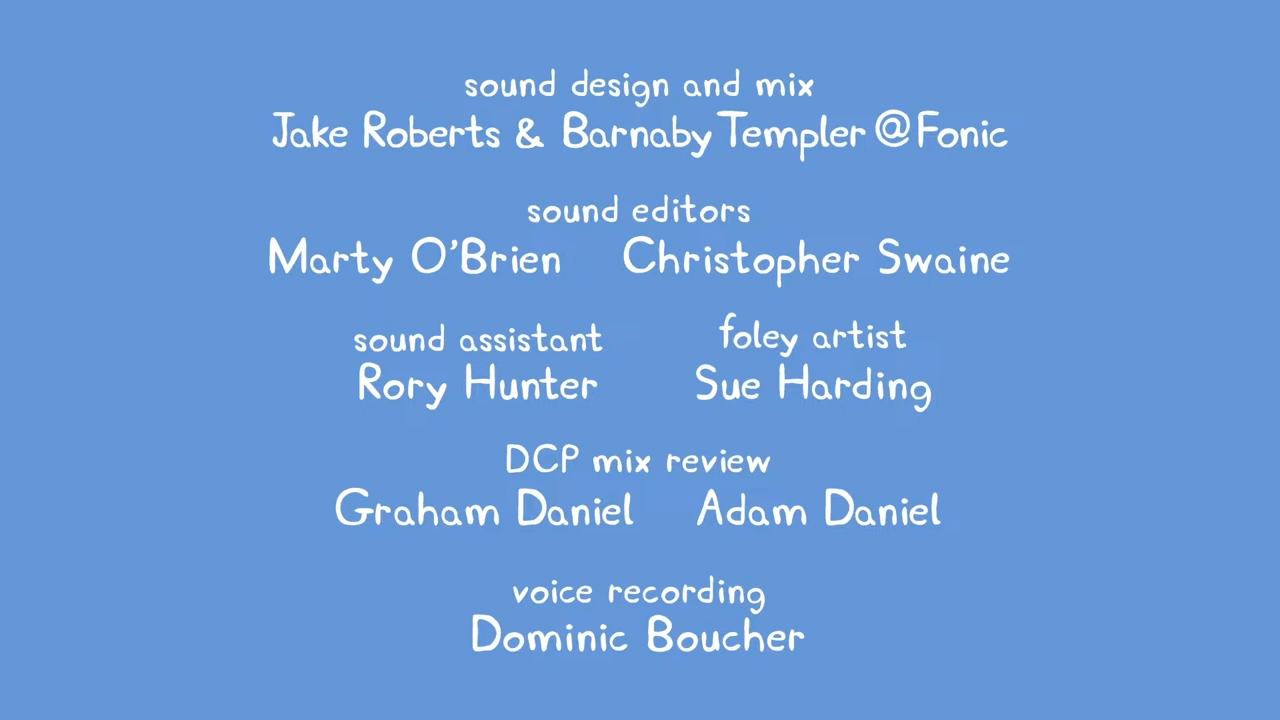 sound design and mix
Jake Roberts & Barnaby Templer @ Fonic
sound editors
Marty O'Brien Christopher Swaine
sound assistant foley artist
Rory Hunter Sue Harding
DCP mix review
Graham Daniel Adam Daniel
voice recording
Dominic Boucher